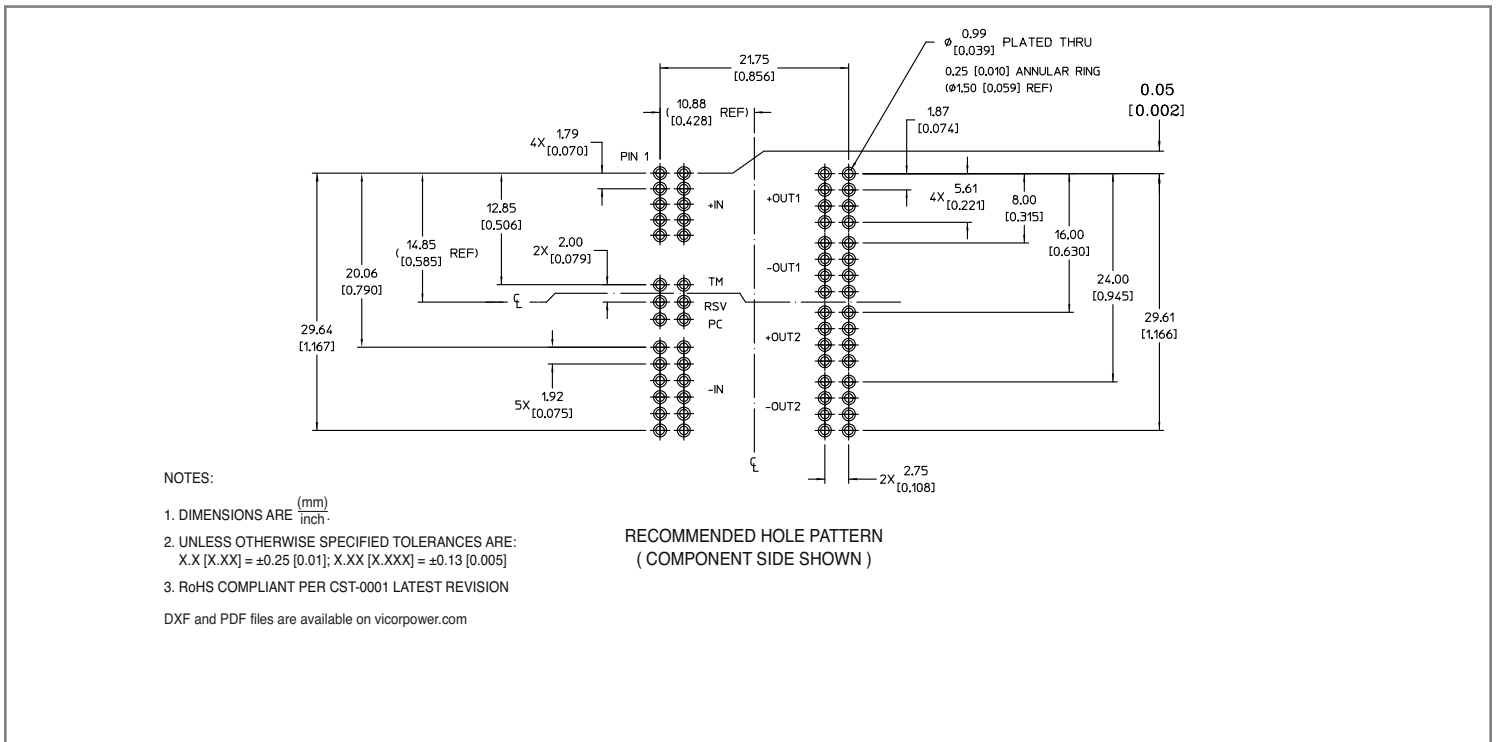 0.99
[0.039] PLATED THRU
ø
0.25 [0.010] ANNULAR RING
(ø1.50 [0.059] REF)
0.05
[0.002]
21.75
[0.856]
10.88
( [0.428] REF)
1.87
[0.074]
4X 1.79
[0.070]
PIN 1
+IN
+OUT1
4X 5.61
[0.221]
8.00
[0.315]
12.85
[0.506]
14.85
( [0.585] REF)
2X 2.00
[0.079]
-OUT1
16.00
[0.630]
20.06
[0.790]
TM
24.00
[0.945]
℄
RSV
PC
29.64
[1.167]
+OUT2
29.61
[1.166]
5X 1.92
[0.075]
-IN
-OUT2
℄
2X 2.75
[0.108]
NOTES:
1. DIMENSIONS ARE (mm)
inch.
2. UNLESS OTHERWISE SPECIFIED TOLERANCES ARE:
X.X [X.XX] = ±0.25 [0.01]; X.XX [X.XXX] = ±0.13 [0.005]
3. RoHS COMPLIANT PER CST-0001 LATEST REVISION
DXF and PDF files are available on vicorpower.com
RECOMMENDED HOLE PATTERN
( COMPONENT SIDE SHOWN )